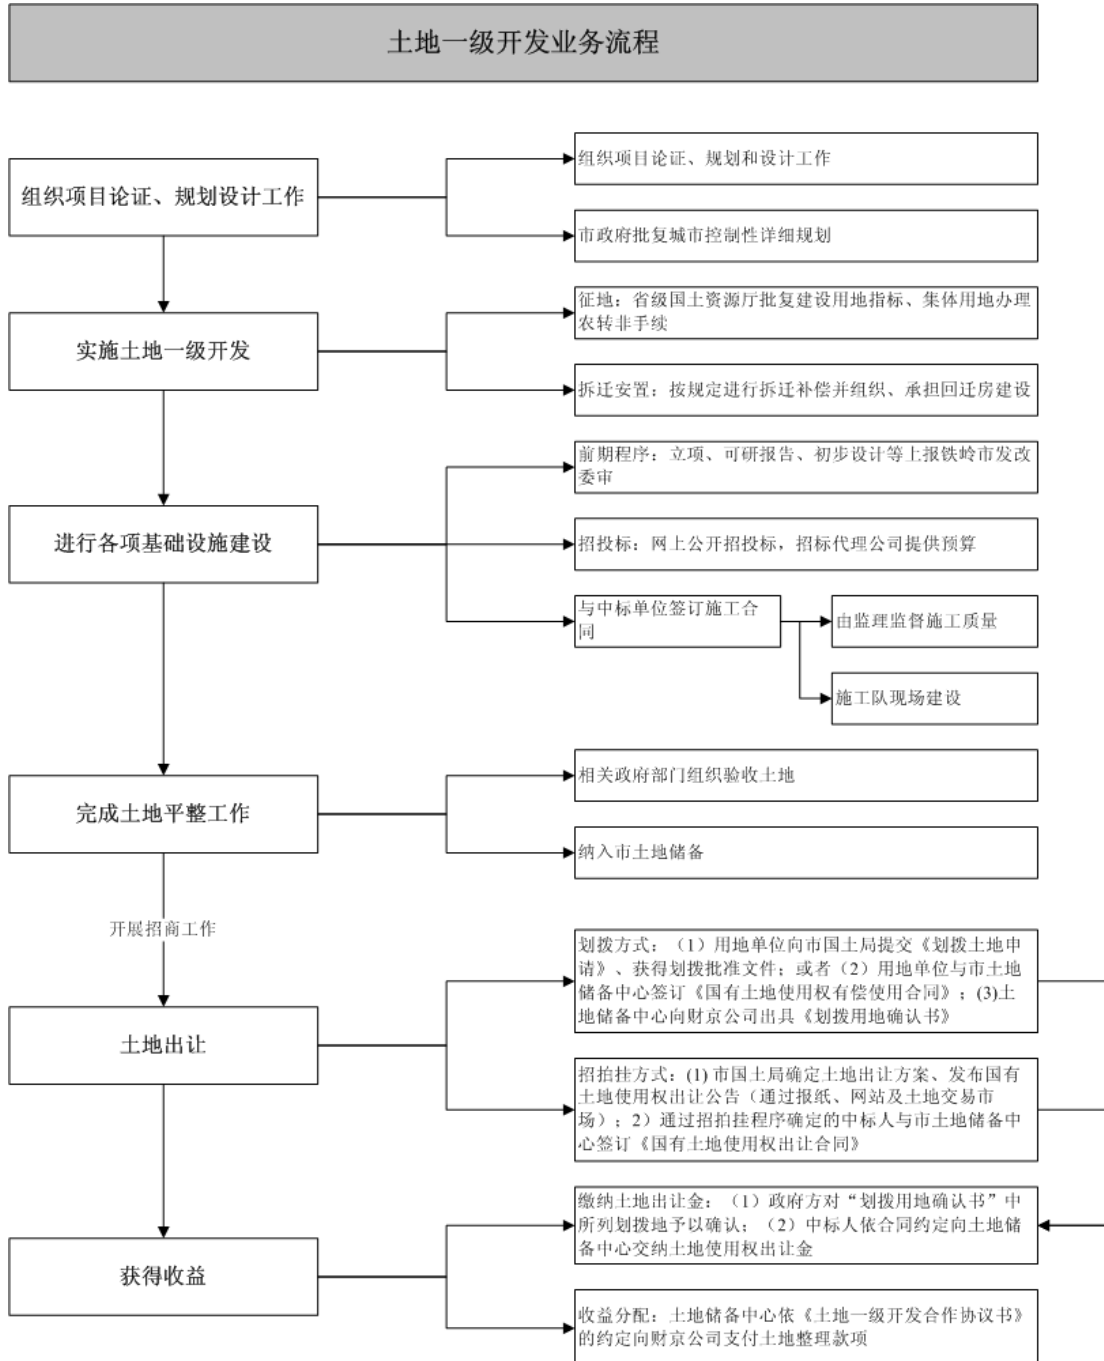 土地一级开发业务流程
组织项目论证、规划设计工作
组织项目论证、规划和设计工作
市政府批复城市控制性详细规划
实施土地一级开发
征地：省级国土资源厅批复建设用地指标、集体用地办理
农转非手续
拆迁安置：按规定进行拆迁补偿并组织、承担回迁房建设
进行各项基础设施建设
前期程序：立项、可研报告、初步设计等上报铁岭市发改
委审
招投标：网上公开招投标，招标代理公司提供预算
与中标单位签订施工合
同
由监理监督施工质量
施工队现场建设
完成土地平整工作
相关政府部门组织验收土地
纳入市土地储备
开展招商工作
土地出让
划拨方式：（1）用地单位向市国土局提交《划拨土地申
请》、获得划拨批准文件；或者（2）用地单位与市土地
储备中心签订《国有土地使用权有偿使用合同》；(3)土
地储备中心向财京公司出具《划拨用地确认书》
招拍挂方式：(1) 市国土局确定土地出让方案、发布国有
土地使用权出让公告（通过报纸、网站及土地交易市
场）；2）通过招拍挂程序确定的中标人与市土地储备中
心签订《国有土地使用权出让合同》
获得收益
缴纳土地出让金：（1）政府方对“划拨用地确认书”中
所列划拨地予以确认；（2）中标人依合同约定向土地储
备中心交纳土地使用权出让金
收益分配：土地储备中心依《土地一级开发合作协议书》
的约定向财京公司支付土地整理款项